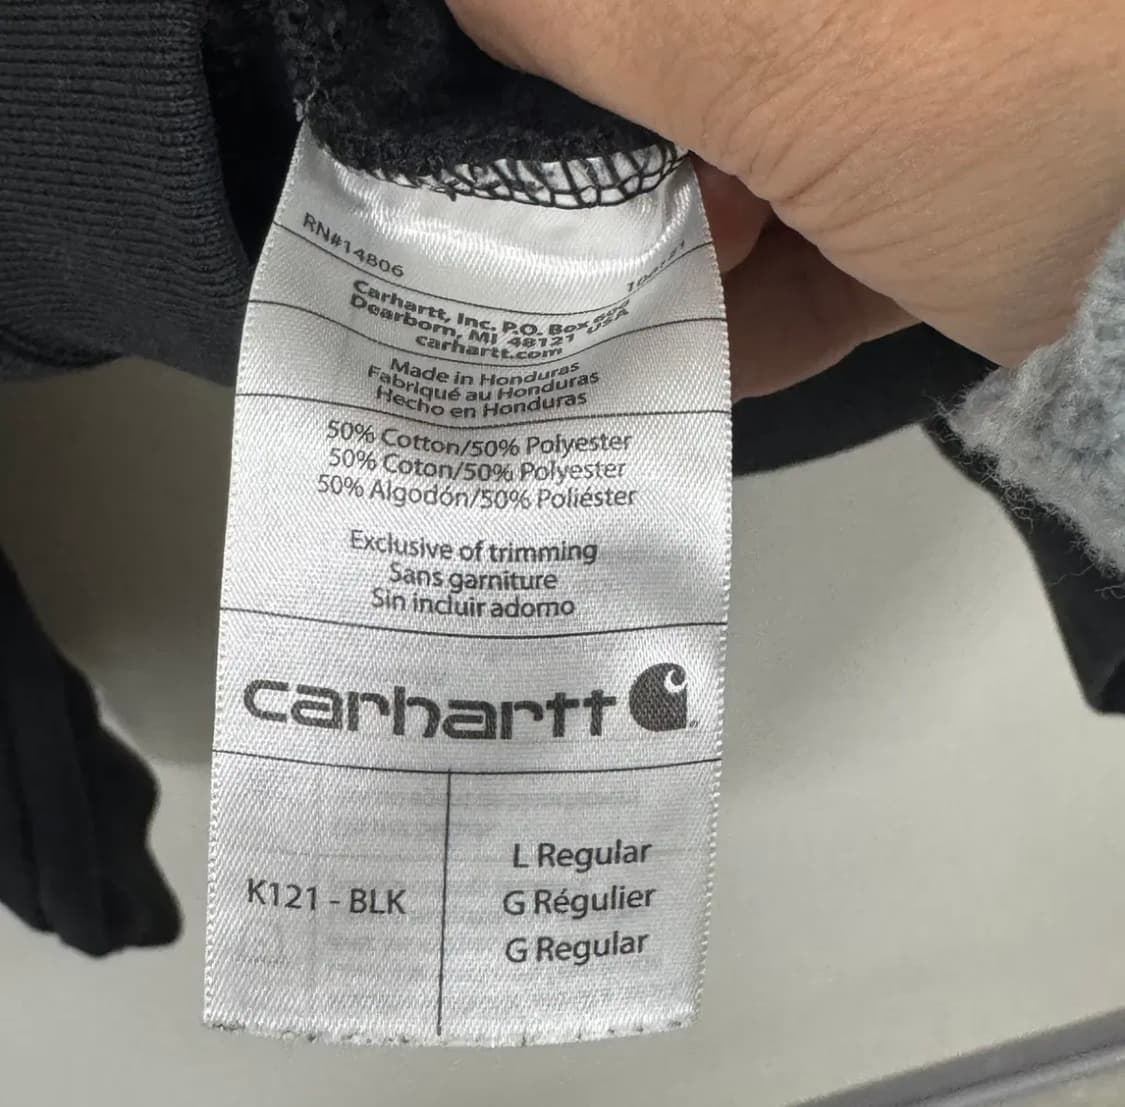 RN#14806
Carhartt, Inc. P.O. Box 600
Dearborn, MI 48121 USA
carhartt.com
Made in Honduras
Fabriqué au Honduras
Hecho en Honduras
50% Cotton/50% Polyester
50% Coton/50% Polyester
50% Algodón/50% Poliéster
Exclusive of trimming
Sans garniture
Sin incluir adorno
carhartt
K121 - BLK
L Regular
G Régulier
G Regular